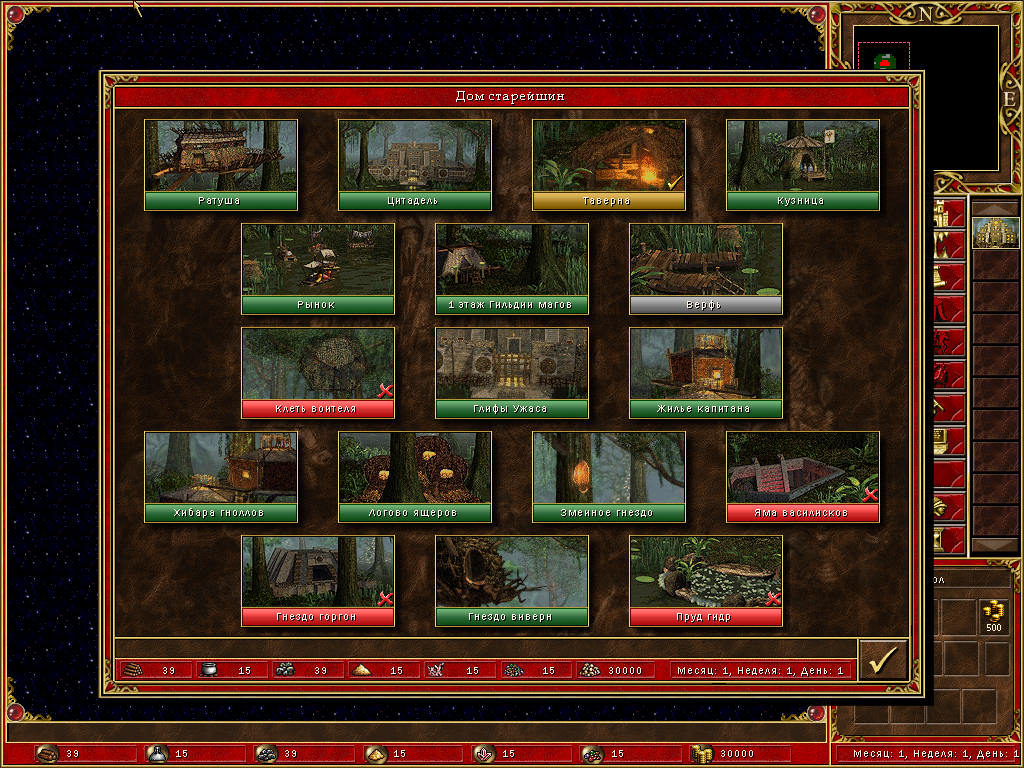 N
Дом старейшин
E
Ратуша
Цитадель
Таверна
Кузница
Рынок
1 этаж Гильдии магов
Верфь
Клеть воителя
Глифы Ужаса
Жилье капитана
Хибара гноллов
Логово ящеров
Змеиное гнездо
Яма василисков
Гнездо горгон
Гнездо виверн
Пруд гидр
500
39 15 39 15 15 15 30000 Месяц: 1, Неделя: 1, День: 1
39 15 39 15 15 15 30000 Месяц: 1, Неделя: 1, День: 1